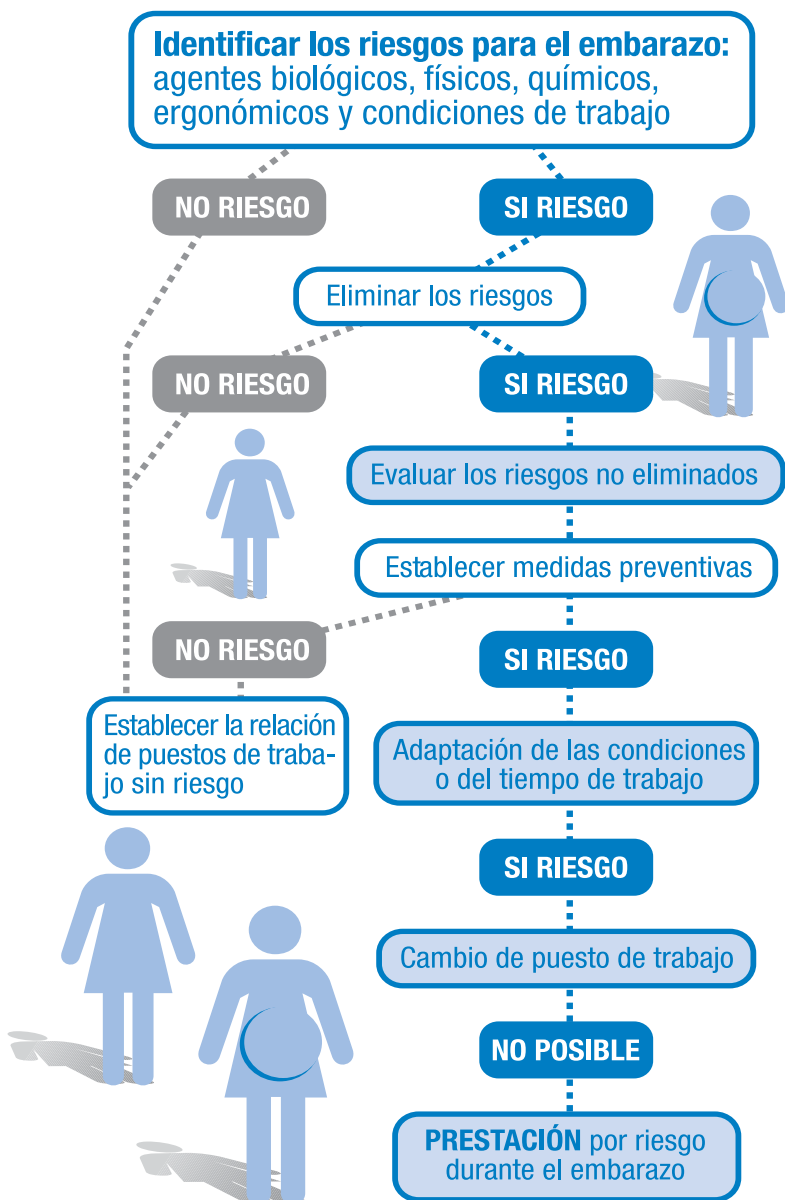 Identificar los riesgos para el embarazo:
agentes biológicos, físicos, químicos,
ergonómicos y condiciones de trabajo
NO RIESGO
SI RIESGO
Eliminar los riesgos
NO RIESGO
SI RIESGO
Evaluar los riesgos no eliminados
Establecer medidas preventivas
NO RIESGO
SI RIESGO
Establecer la relación
de puestos de traba-
jo sin riesgo
Adaptación de las condiciones
o del tiempo de trabajo
SI RIESGO
Cambio de puesto de trabajo
NO POSIBLE
PRESTACIÓN por riesgo
durante el embarazo